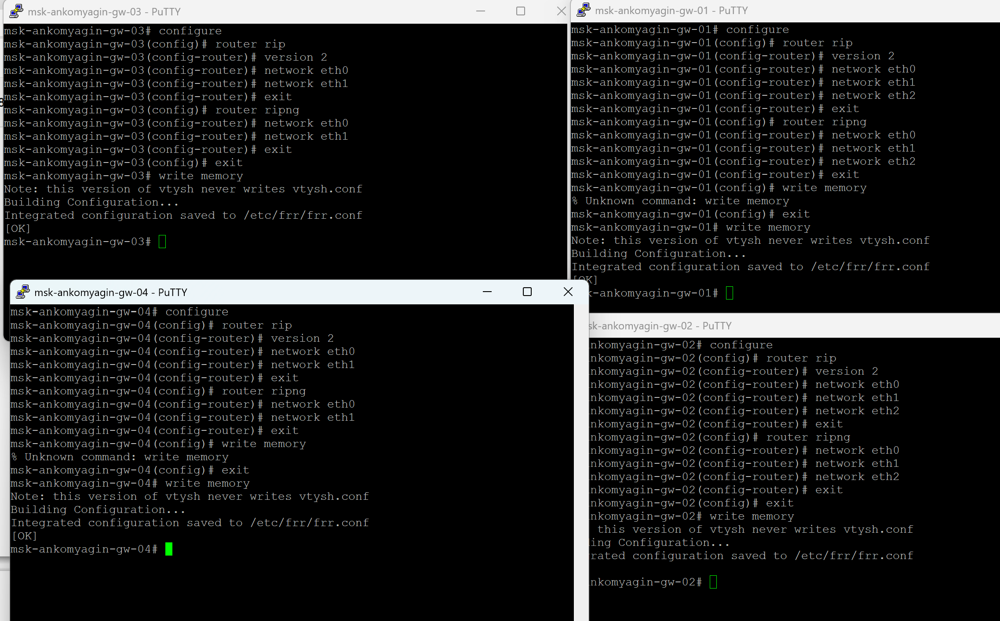 msk-ankomyagin-gw-03 - PuTTY
msk-ankomyagin-gw-03# configure
msk-ankomyagin-gw-03(config)# router rip
msk-ankomyagin-gw-03(config-router)# version 2
msk-ankomyagin-gw-03(config-router)# network eth0
msk-ankomyagin-gw-03(config-router)# network eth1
msk-ankomyagin-gw-03(config-router)# exit
msk-ankomyagin-gw-03(config)# router ripng
msk-ankomyagin-gw-03(config-router)# network eth0
msk-ankomyagin-gw-03(config-router)# network eth1
msk-ankomyagin-gw-03(config-router)# exit
msk-ankomyagin-gw-03(config)# exit
msk-ankomyagin-gw-03# write memory
Note: this version of vtysh never writes vtysh.conf
Building Configuration...
Integrated configuration saved to /etc/frr/frr.conf
[OK]
msk-ankomyagin-gw-03#
msk-ankomyagin-gw-01 - PuTTY
msk-ankomyagin-gw-01# configure
msk-ankomyagin-gw-01(config)# router rip
msk-ankomyagin-gw-01(config-router)# version 2
msk-ankomyagin-gw-01(config-router)# network eth0
msk-ankomyagin-gw-01(config-router)# network eth1
msk-ankomyagin-gw-01(config-router)# network eth2
msk-ankomyagin-gw-01(config-router)# exit
msk-ankomyagin-gw-01(config)# router ripng
msk-ankomyagin-gw-01(config-router)# network eth0
msk-ankomyagin-gw-01(config-router)# network eth1
msk-ankomyagin-gw-01(config-router)# network eth2
msk-ankomyagin-gw-01(config-router)# exit
msk-ankomyagin-gw-01(config)# write memory
% Unknown command: write memory
msk-ankomyagin-gw-01(config)# exit
msk-ankomyagin-gw-01# write memory
Note: this version of vtysh never writes vtysh.conf
Building Configuration...
Integrated configuration saved to /etc/frr/frr.conf
[OK]
k-ankomyagin-gw-01#
msk-ankomyagin-gw-04 - PuTTY
msk-ankomyagin-gw-04# configure
msk-ankomyagin-gw-04(config)# router rip
msk-ankomyagin-gw-04(config-router)# version 2
msk-ankomyagin-gw-04(config-router)# network eth0
msk-ankomyagin-gw-04(config-router)# network eth1
msk-ankomyagin-gw-04(config-router)# exit
msk-ankomyagin-gw-04(config)# router ripng
msk-ankomyagin-gw-04(config-router)# network eth0
msk-ankomyagin-gw-04(config-router)# network eth1
msk-ankomyagin-gw-04(config-router)# exit
msk-ankomyagin-gw-04(config)# write memory
% Unknown command: write memory
msk-ankomyagin-gw-04(config)# exit
msk-ankomyagin-gw-04# write memory
Note: this version of vtysh never writes vtysh.conf
Building Configuration...
Integrated configuration saved to /etc/frr/frr.conf
[OK]
msk-ankomyagin-gw-04#
sk-ankomyagin-gw-02 - PuTTY
nkomyagin-gw-02# configure
nkomyagin-gw-02(config)# router rip
nkomyagin-gw-02(config-router)# version 2
nkomyagin-gw-02(config-router)# network eth0
nkomyagin-gw-02(config-router)# network eth1
nkomyagin-gw-02(config-router)# network eth2
nkomyagin-gw-02(config-router)# exit
nkomyagin-gw-02(config)# router ripng
nkomyagin-gw-02(config-router)# network eth0
nkomyagin-gw-02(config-router)# network eth1
nkomyagin-gw-02(config-router)# network eth2
nkomyagin-gw-02(config-router)# exit
nkomyagin-gw-02(config)# exit
nkomyagin-gw-02# write memory
this version of vtysh never writes vtysh.conf
ing Configuration...
rated configuration saved to /etc/frr/frr.conf
nkomyagin-gw-02#